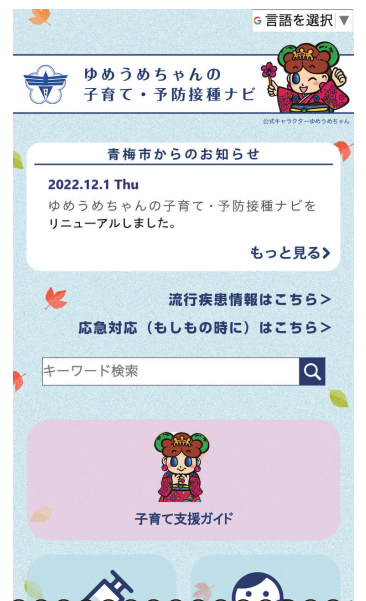 G 言語を選択 ▼
ゆめうめちゃんの
子育て・予防接種ナビ
公式キャラクターゆめうめちゃん
青梅市からのお知らせ
2022.12.1 Thu
ゆめうめちゃんの子育て・予防接種ナビを
リニューアルしました。
もっと見る>
流行疾患情報はこちら>
応急対応（もしもの時に）はこちら>
キーワード検索
子育て支援ガイド